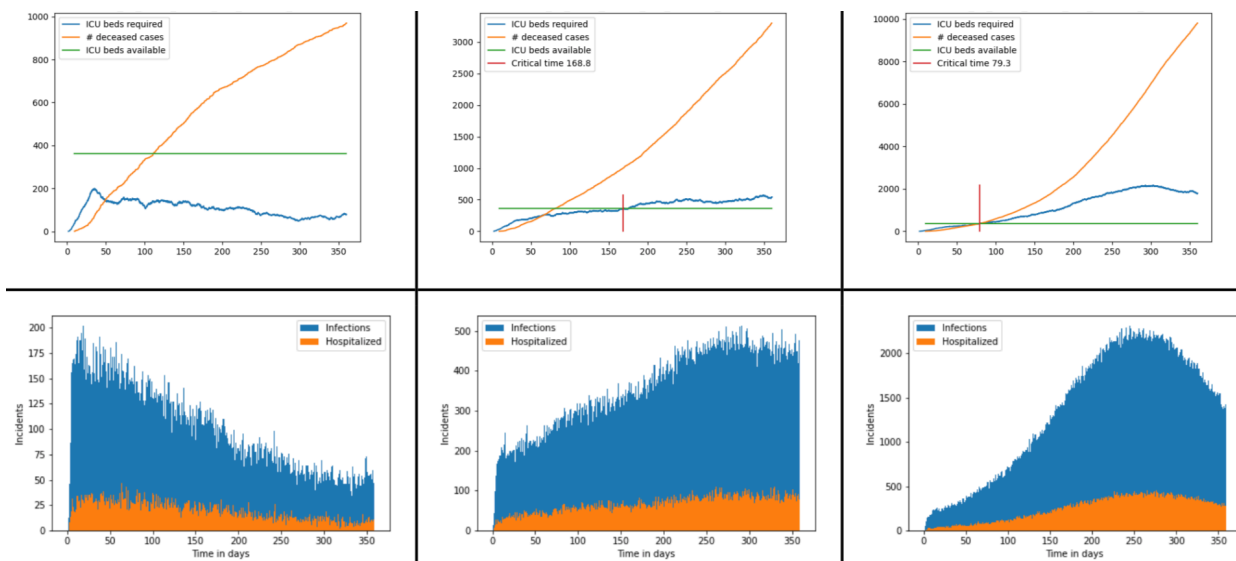 ICU beds required
# deceased cases
ICU beds available
1000
800
600
400
200
0
0 50 100 150 200 250 300 350
ICU beds required
# deceased cases
ICU beds available
Critical time 168.8
3000
2500
2000
1500
1000
500
0
0 50 100 150 200 250 300 350
ICU beds required
# deceased cases
ICU beds available
Critical time 79.3
10000
8000
6000
4000
2000
0
0 50 100 150 200 250 300 350
Infections
Hospitalized
Incidents
200
175
150
125
100
75
50
25
0
0 50 100 150 200 250 300 350
Time in days
Infections
Hospitalized
Incidents
500
400
300
200
100
0
0 50 100 150 200 250 300 350
Time in days
Infections
Hospitalized
Incidents
2000
1500
1000
500
0
0 50 100 150 200 250 300 350
Time in days